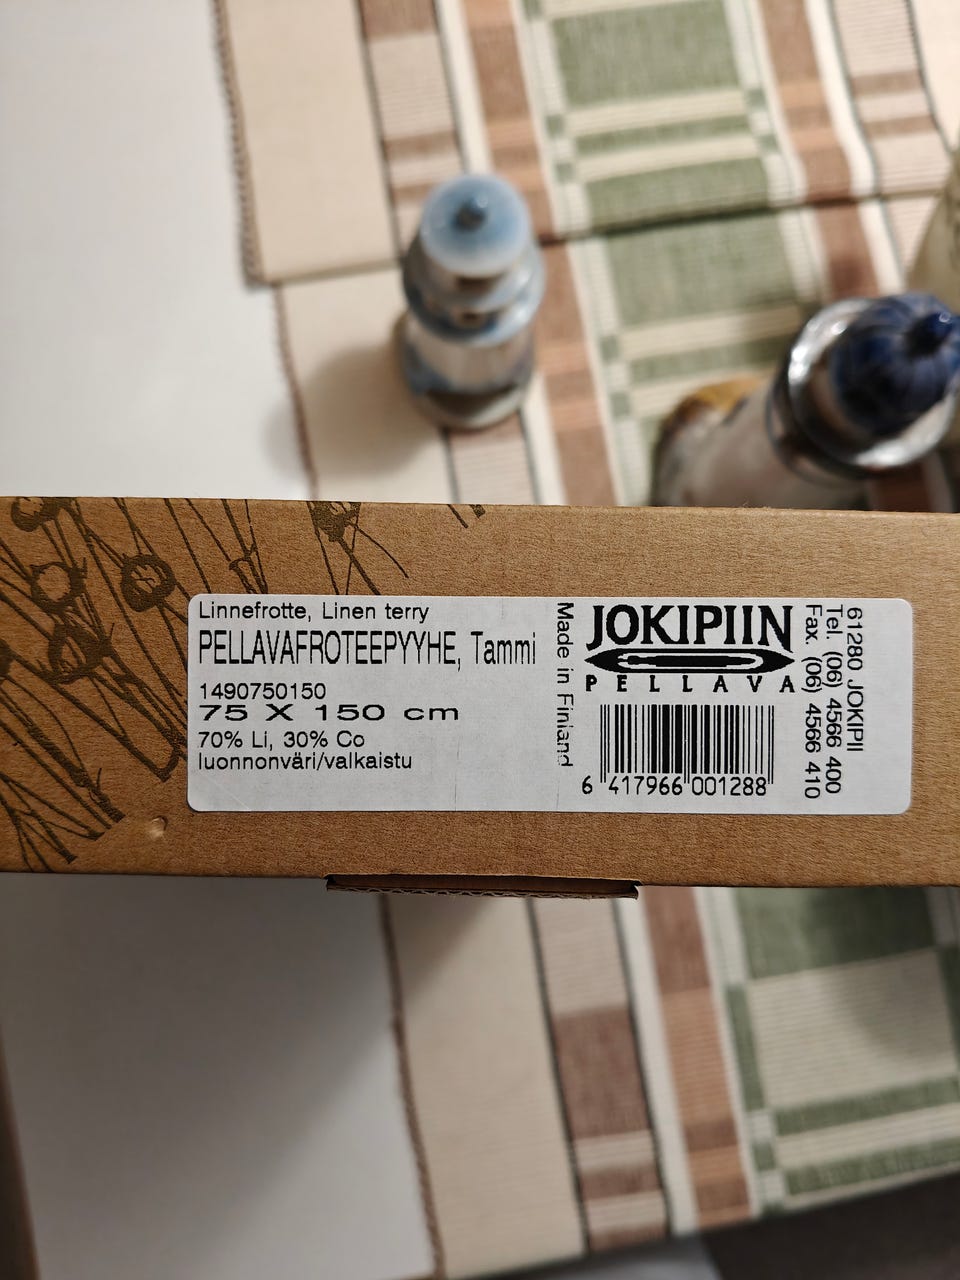 Linnefrotte, Linen terry
PELLAVAFROTEEPYYHE, Tammi
1490750150
75 X 150 cm
70% Li, 30% Co
luonnonväri/valkaistu
Made in Finland
JOKIPIIN
PELLAVA
6 417966 001288
61280 JOKIPII
Tel. (06) 4566 400
Fax. (06) 4566 410